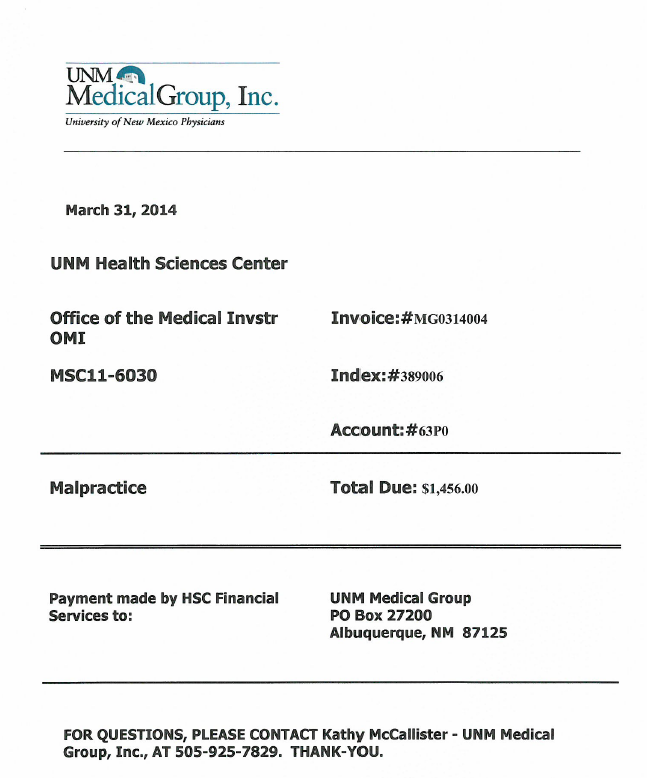 UNM
MedicalGroup, Inc.
University of New Mexico Physicians
March 31, 2014
UNM Health Sciences Center
Office of the Medical Invstr
OMI
Invoice:#MG0314004
MSC11-6030
Index:#389006
Account:#63P0
Malpractice
Total Due: $1,456.00
Payment made by HSC Financial
Services to:
UNM Medical Group
PO Box 27200
Albuquerque, NM 87125
FOR QUESTIONS, PLEASE CONTACT Kathy McCallister - UNM Medical
Group, Inc., AT 505-925-7829. THANK-YOU.